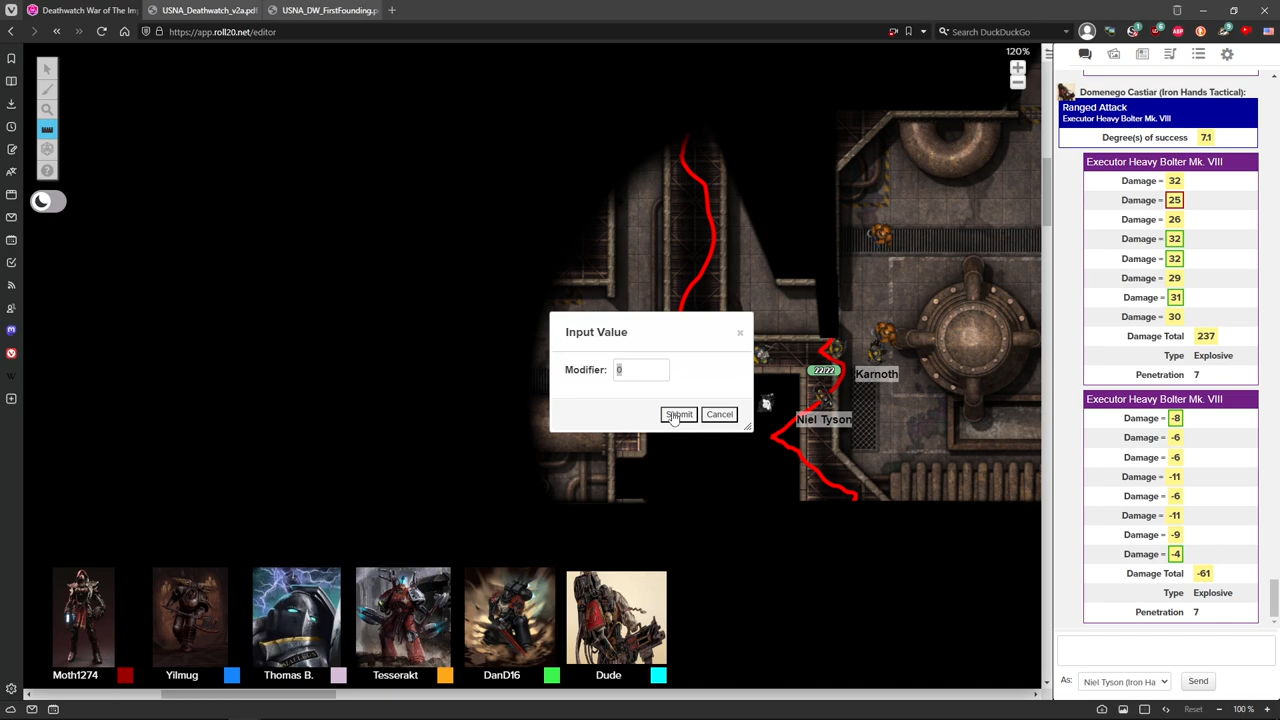 Deathwatch War of The Im
USNA_Deathwatch_v2a.pdf
USNA_DW_FirstFounding.p
https://app.roll20.net/editor
Search DuckDuckGo
120%
Domenego Castiar (Iron Hands Tactical):
Ranged Attack
Executor Heavy Bolter Mk. VIII
Degree(s) of success 7.1
Executor Heavy Bolter Mk. VIII
Damage = 32
Damage = 25
Damage = 26
Damage = 32
Damage = 32
Damage = 29
Damage = 31
Damage = 30
Damage Total 237
Type Explosive
Penetration 7
Executor Heavy Bolter Mk. VIII
Damage = -8
Damage = -6
Damage = -6
Damage = -11
Damage = -6
Damage = -11
Damage = -9
Damage = -4
Damage Total -61
Type Explosive
Penetration 7
Input Value
Modifier: 0
Submit Cancel
22/22
Karnoth
Niel Tyson
Moth1274
Yilmug
Thomas B.
Tesserakt
DanD16
Dude
As: Niel Tyson (Iron Ha
Send
Reset
100 %